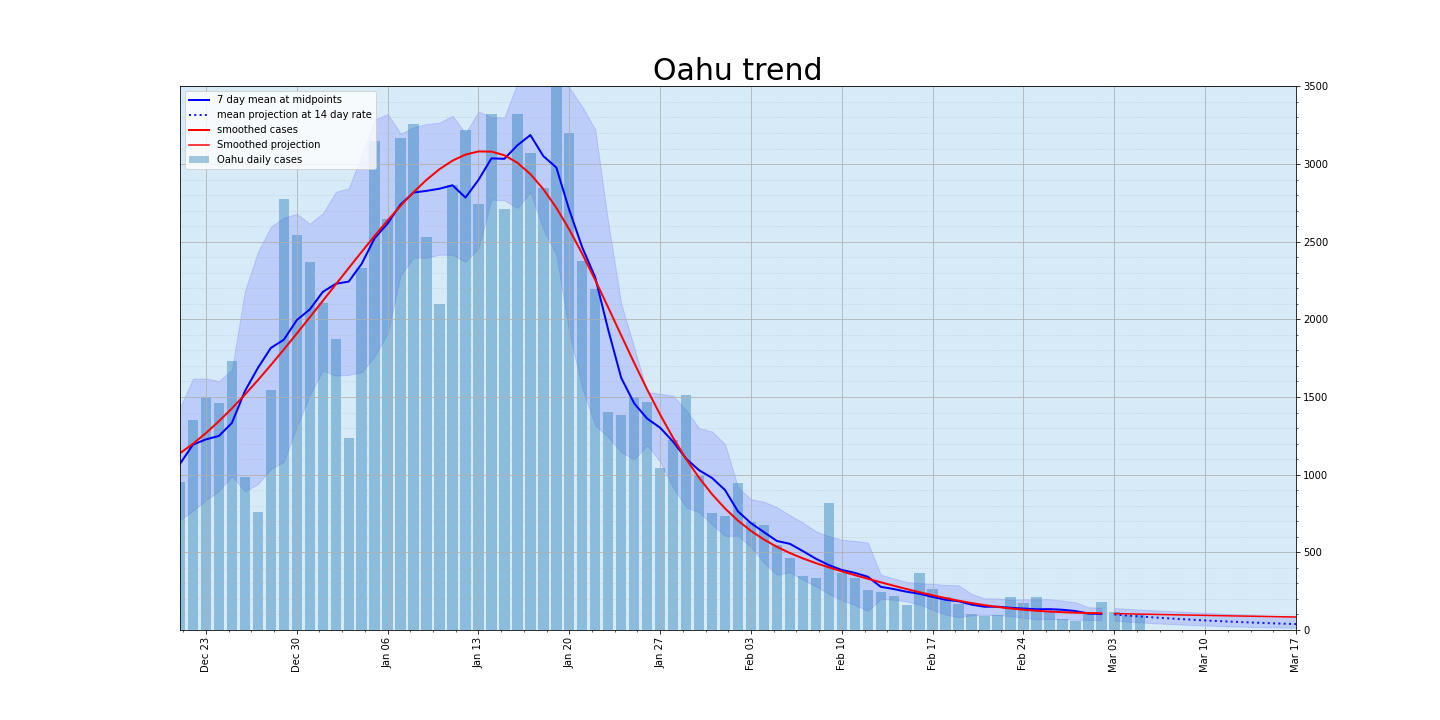 Oahu trend
7 day mean at midpoints
mean projection at 14 day rate
smoothed cases
Smoothed projection
Oahu daily cases
3500
3000
2500
2000
1500
1000
500
0
Dec 23
Dec 30
Jan 06
Jan 13
Jan 20
Jan 27
Feb 03
Feb 10
Feb 17
Feb 24
Mar 03
Mar 10
Mar 17